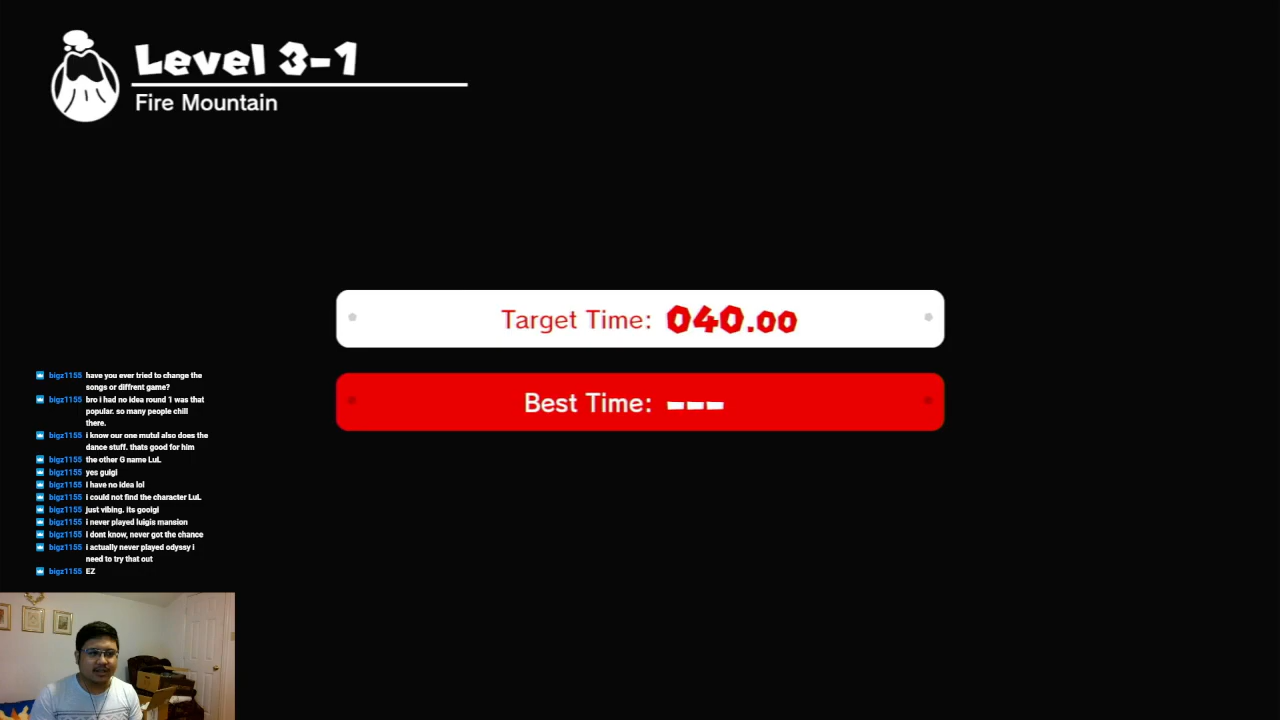 Level 3-1
Fire Mountain
Target Time: 040.00
Best Time: ---
bigz1155 have you ever tried to change the
songs or diffrent game?
bigz1155 bro i had no idea round 1 was that
popular. so many people chill
there.
bigz1155 i know our one mutul also does the
dance stuff. thats good for him
bigz1155 the other G name LuL
bigz1155 yes guigi
bigz1155 i have no idea lol
bigz1155 i could not find the character LuL
bigz1155 just vibing. its gooigi
bigz1155 i never played luigis mansion
bigz1155 i dont know, never got the chance
bigz1155 i actually never played odyssy i
need to try that out
bigz1155 EZ